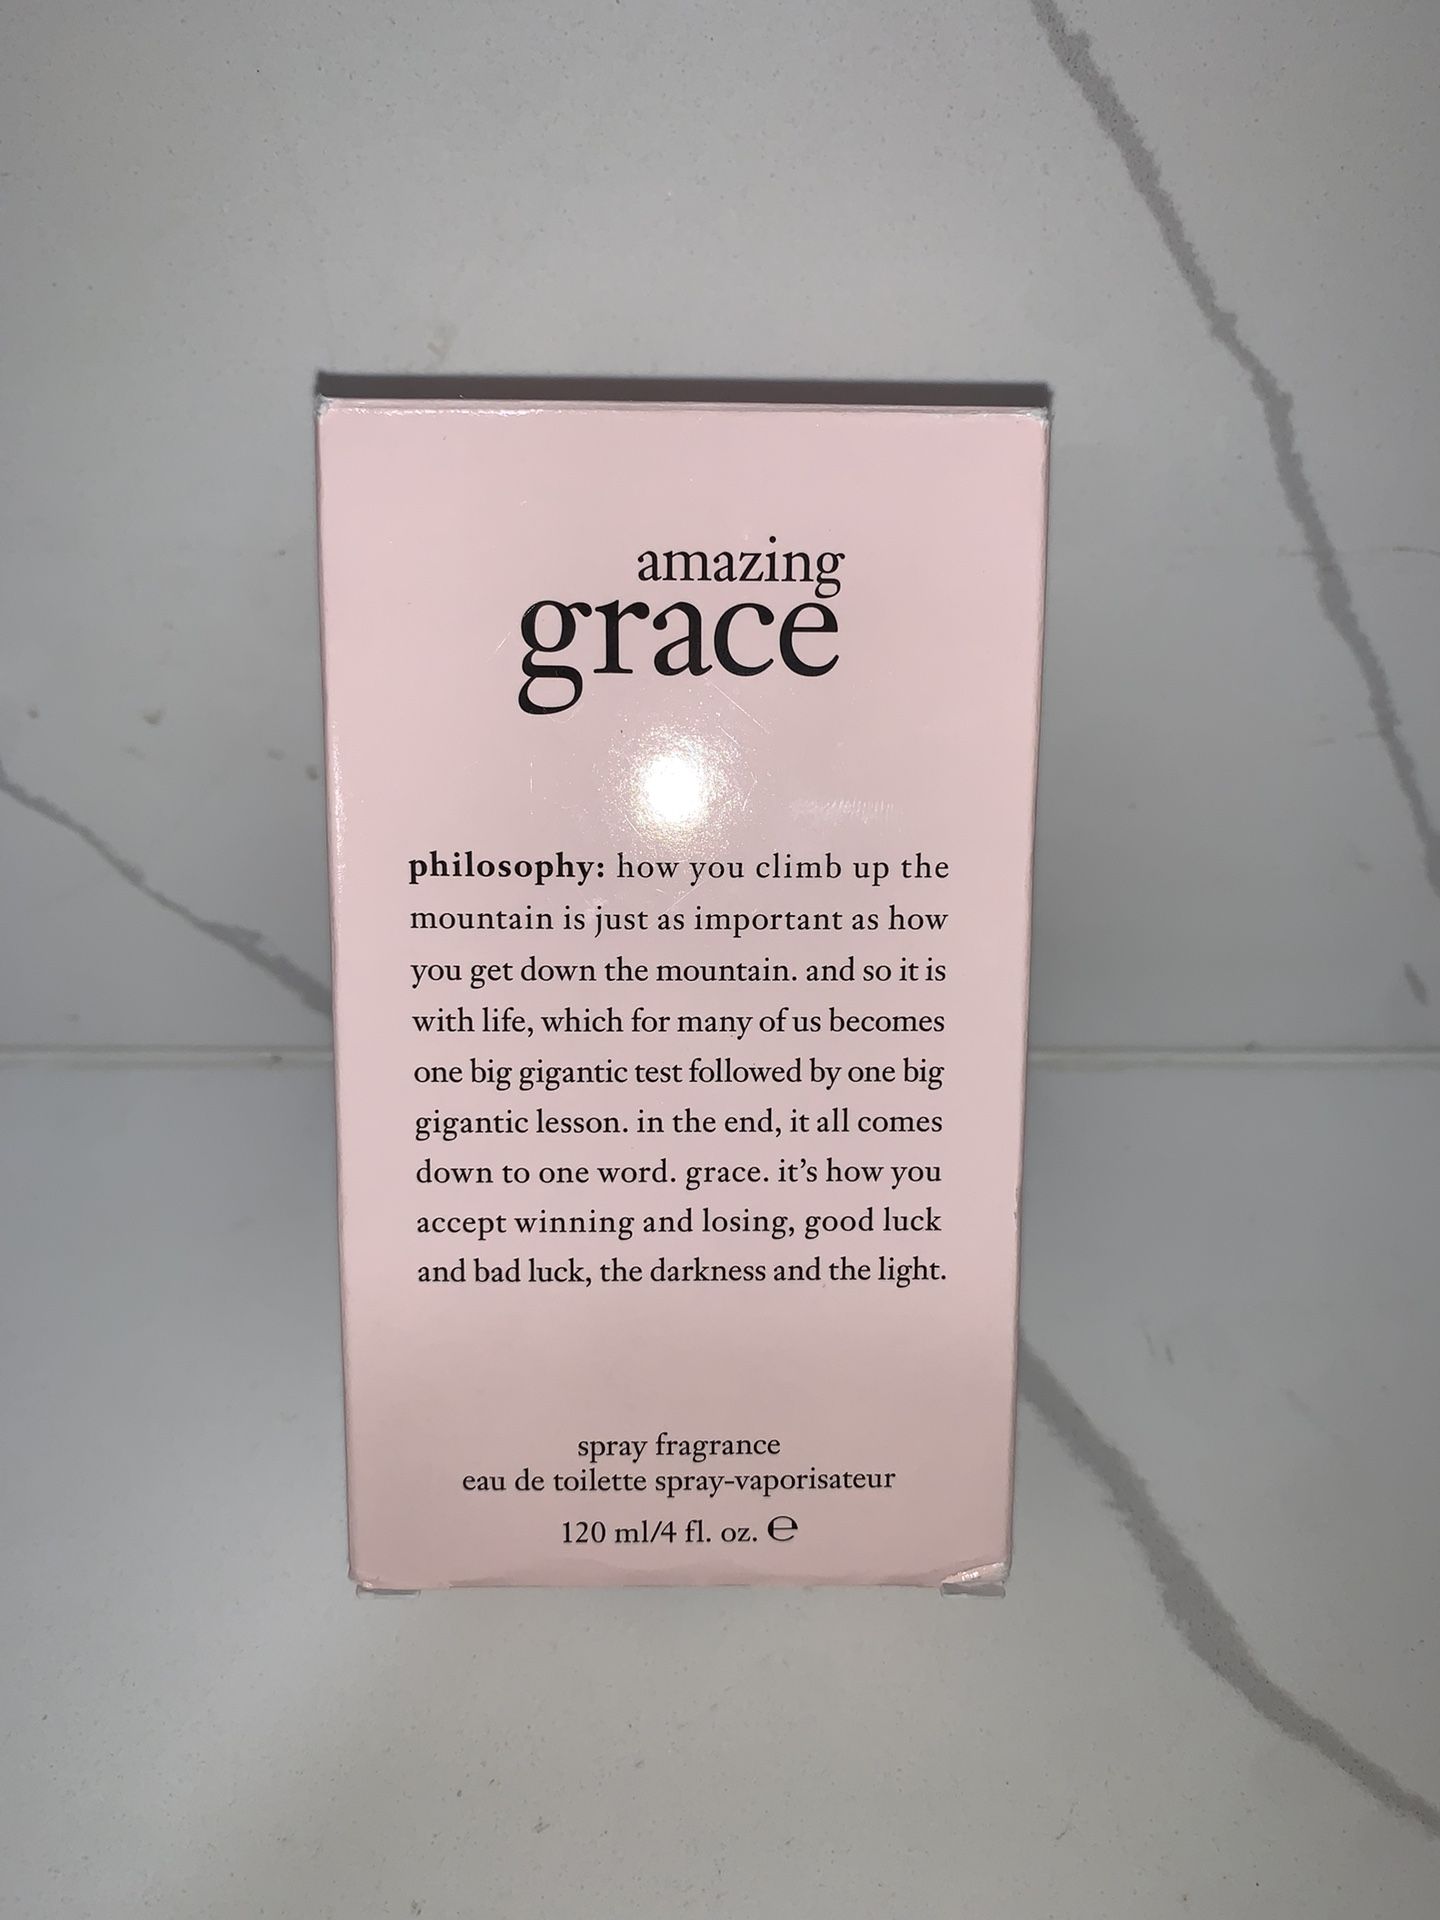 amazing
grace
philosophy: how you climb up the
mountain is just as important as how
you get down the mountain. and so it is
with life, which for many of us becomes
one big gigantic test followed by one big
gigantic lesson. in the end, it all comes
down to one word. grace. it’s how you
accept winning and losing, good luck
and bad luck, the darkness and the light.
spray fragrance
eau de toilette spray-vaporisateur
120 ml/4 fl. oz. ℮